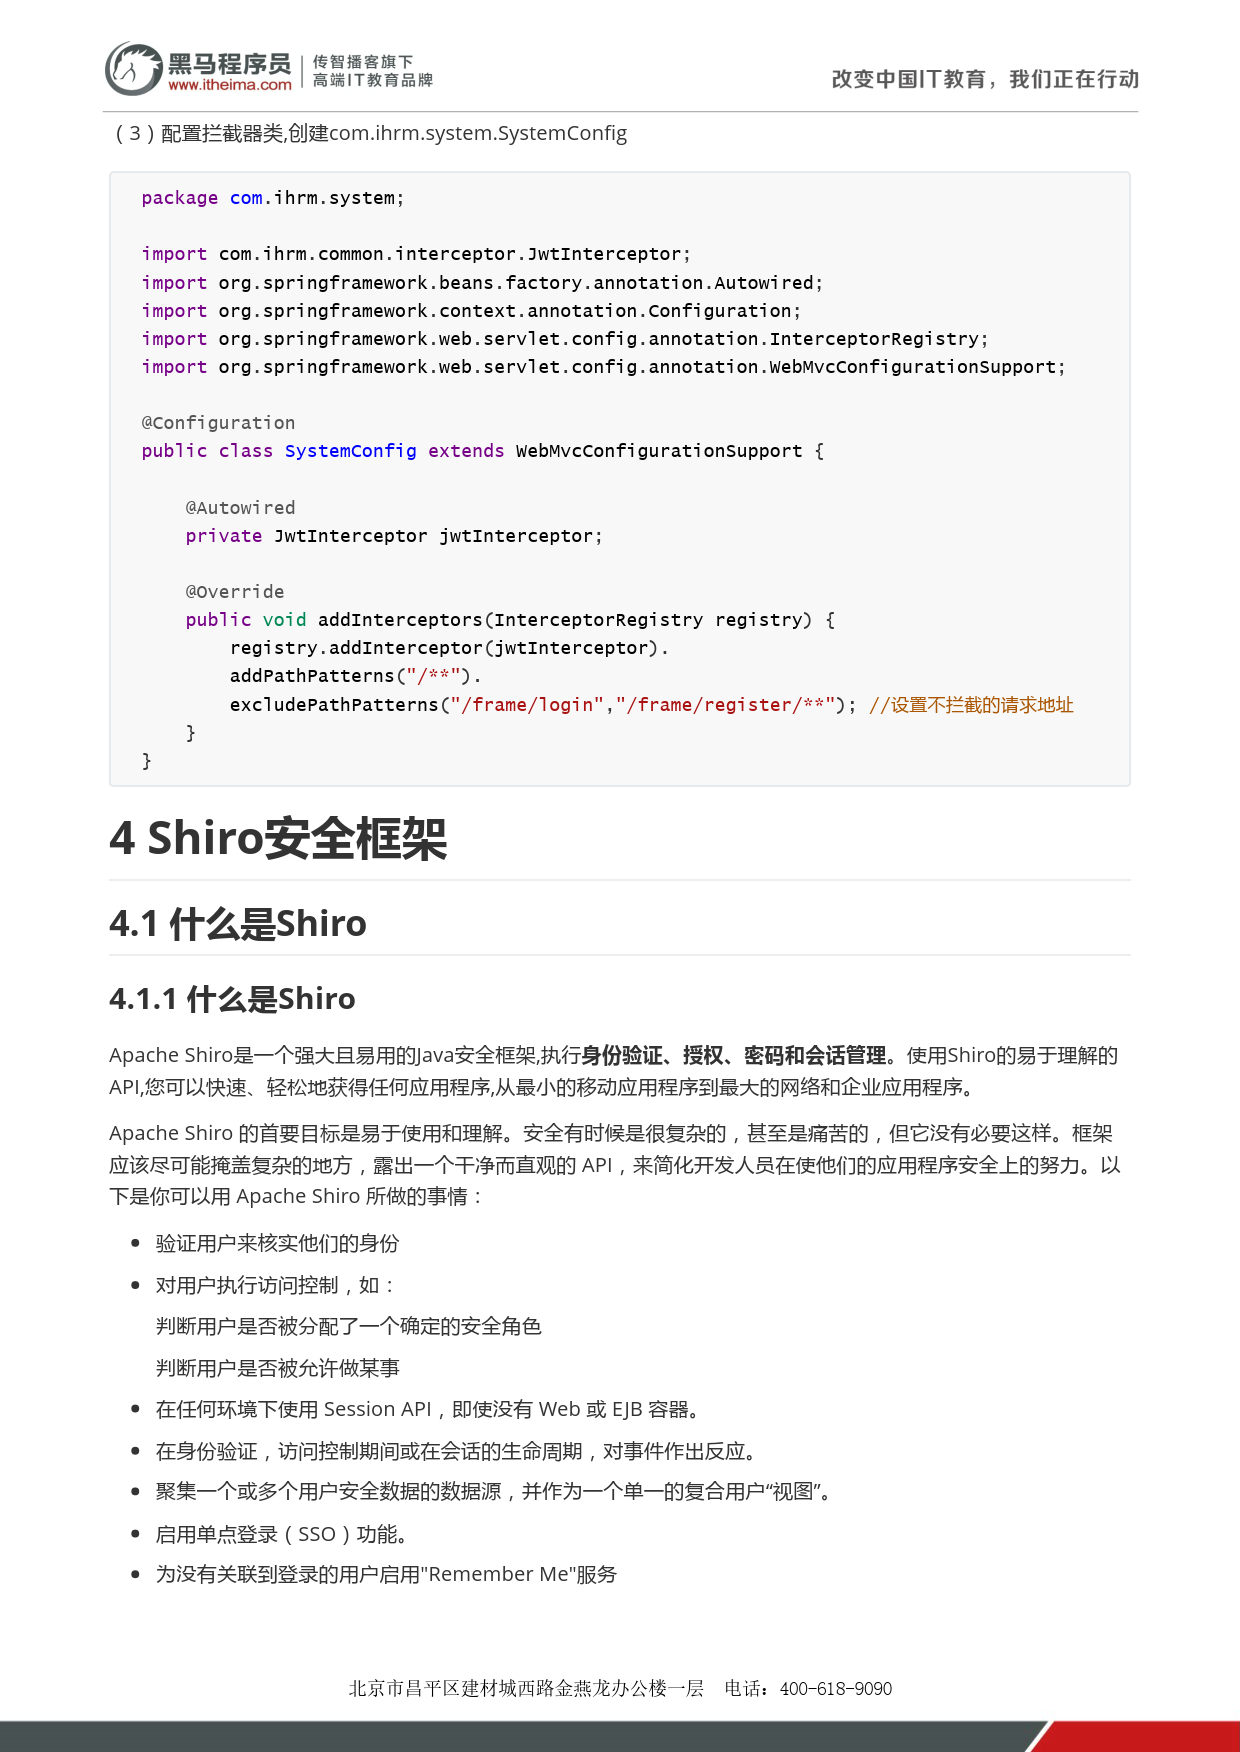 黑马程序员
www.itheima.com
传智播客旗下
高端IT教育品牌
改变中国IT教育，我们正在行动
（3）配置拦截器类,创建com.ihrm.system.SystemConfig
package com.ihrm.system;
import com.ihrm.common.interceptor.JwtInterceptor;
import org.springframework.beans.factory.annotation.Autowired;
import org.springframework.context.annotation.Configuration;
import org.springframework.web.servlet.config.annotation.InterceptorRegistry;
import org.springframework.web.servlet.config.annotation.WebMvcConfigurationSupport;
@Configuration
public class SystemConfig extends WebMvcConfigurationSupport {
@Autowired
private JwtInterceptor jwtInterceptor;
@Override
public void addInterceptors(InterceptorRegistry registry) {
registry.addInterceptor(jwtInterceptor).
addPathPatterns("/**").
excludePathPatterns("/frame/login","/frame/register/**"); //设置不拦截的请求地址
}
}
4 Shiro安全框架
4.1 什么是Shiro
4.1.1 什么是Shiro
Apache Shiro是一个强大且易用的Java安全框架,执行身份验证、授权、密码和会话管理。使用Shiro的易于理解的
API,您可以快速、轻松地获得任何应用程序,从最小的移动应用程序到最大的网络和企业应用程序。
Apache Shiro 的首要目标是易于使用和理解。安全有时候是很复杂的，甚至是痛苦的，但它没有必要这样。框架
应该尽可能掩盖复杂的地方，露出一个干净而直观的 API，来简化开发人员在使他们的应用程序安全上的努力。以
下是你可以用 Apache Shiro 所做的事情：
• 验证用户来核实他们的身份
• 对用户执行访问控制，如：
判断用户是否被分配了一个确定的安全角色
判断用户是否被允许做某事
• 在任何环境下使用 Session API，即使没有 Web 或 EJB 容器。
• 在身份验证，访问控制期间或在会话的生命周期，对事件作出反应。
• 聚集一个或多个用户安全数据的数据源，并作为一个单一的复合用户“视图”。
• 启用单点登录（SSO）功能。
• 为没有关联到登录的用户启用"Remember Me"服务
北京市昌平区建材城西路金燕龙办公楼一层 电话：400-618-9090